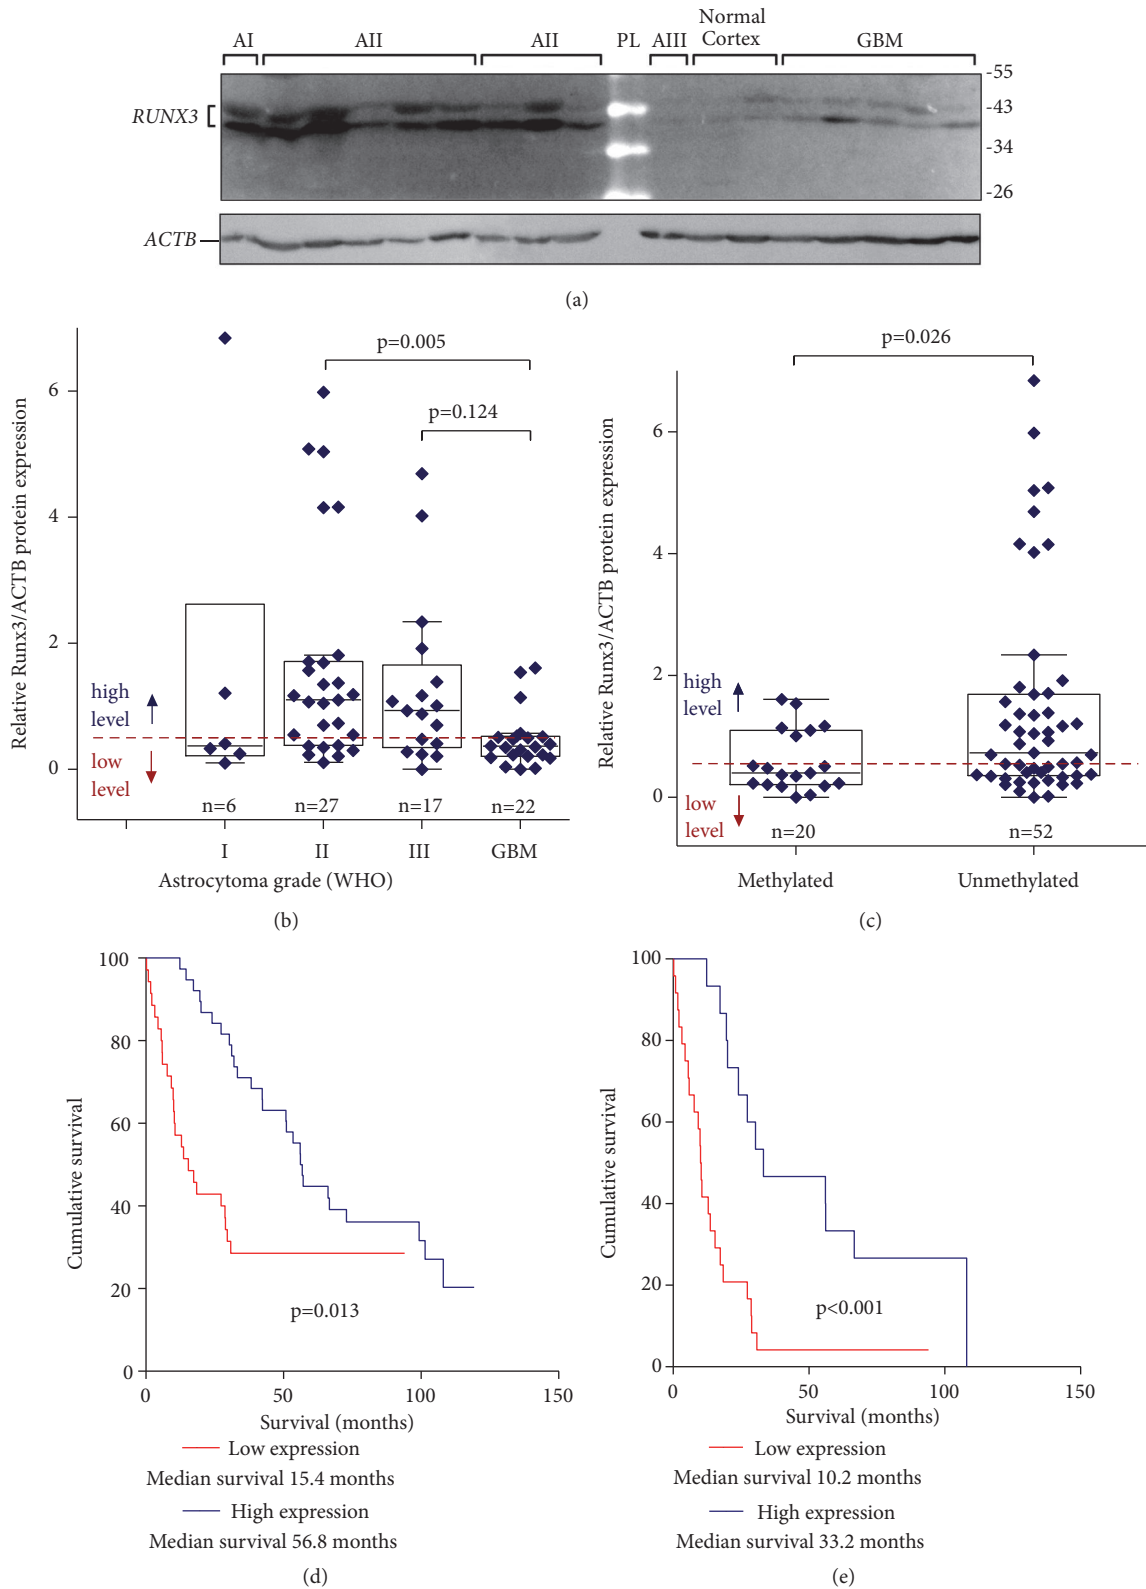 AI AII AII PL AIII Normal Cortex GBM
RUNX3
-55
-43
-34
-26
ACTB
(a)
Relative Runx3/ACTB protein expression
6
4
2
0
p=0.005
p=0.124
high level
low level
n=6 n=27 n=17 n=22
I II III GBM
Astrocytoma grade (WHO)
(b)
Relative Runx3/ACTB protein expression
6
4
2
0
p=0.026
high level
low level
n=20 n=52
Methylated Unmethylated
(c)
Cumulative survival
100
80
60
40
20
0
p=0.013
0 50 100 150
Survival (months)
Low expression
Median survival 15.4 months
High expression
Median survival 56.8 months
(d)
Cumulative survival
100
80
60
40
20
0
p<0.001
0 50 100 150
Survival (months)
Low expression
Median survival 10.2 months
High expression
Median survival 33.2 months
(e)